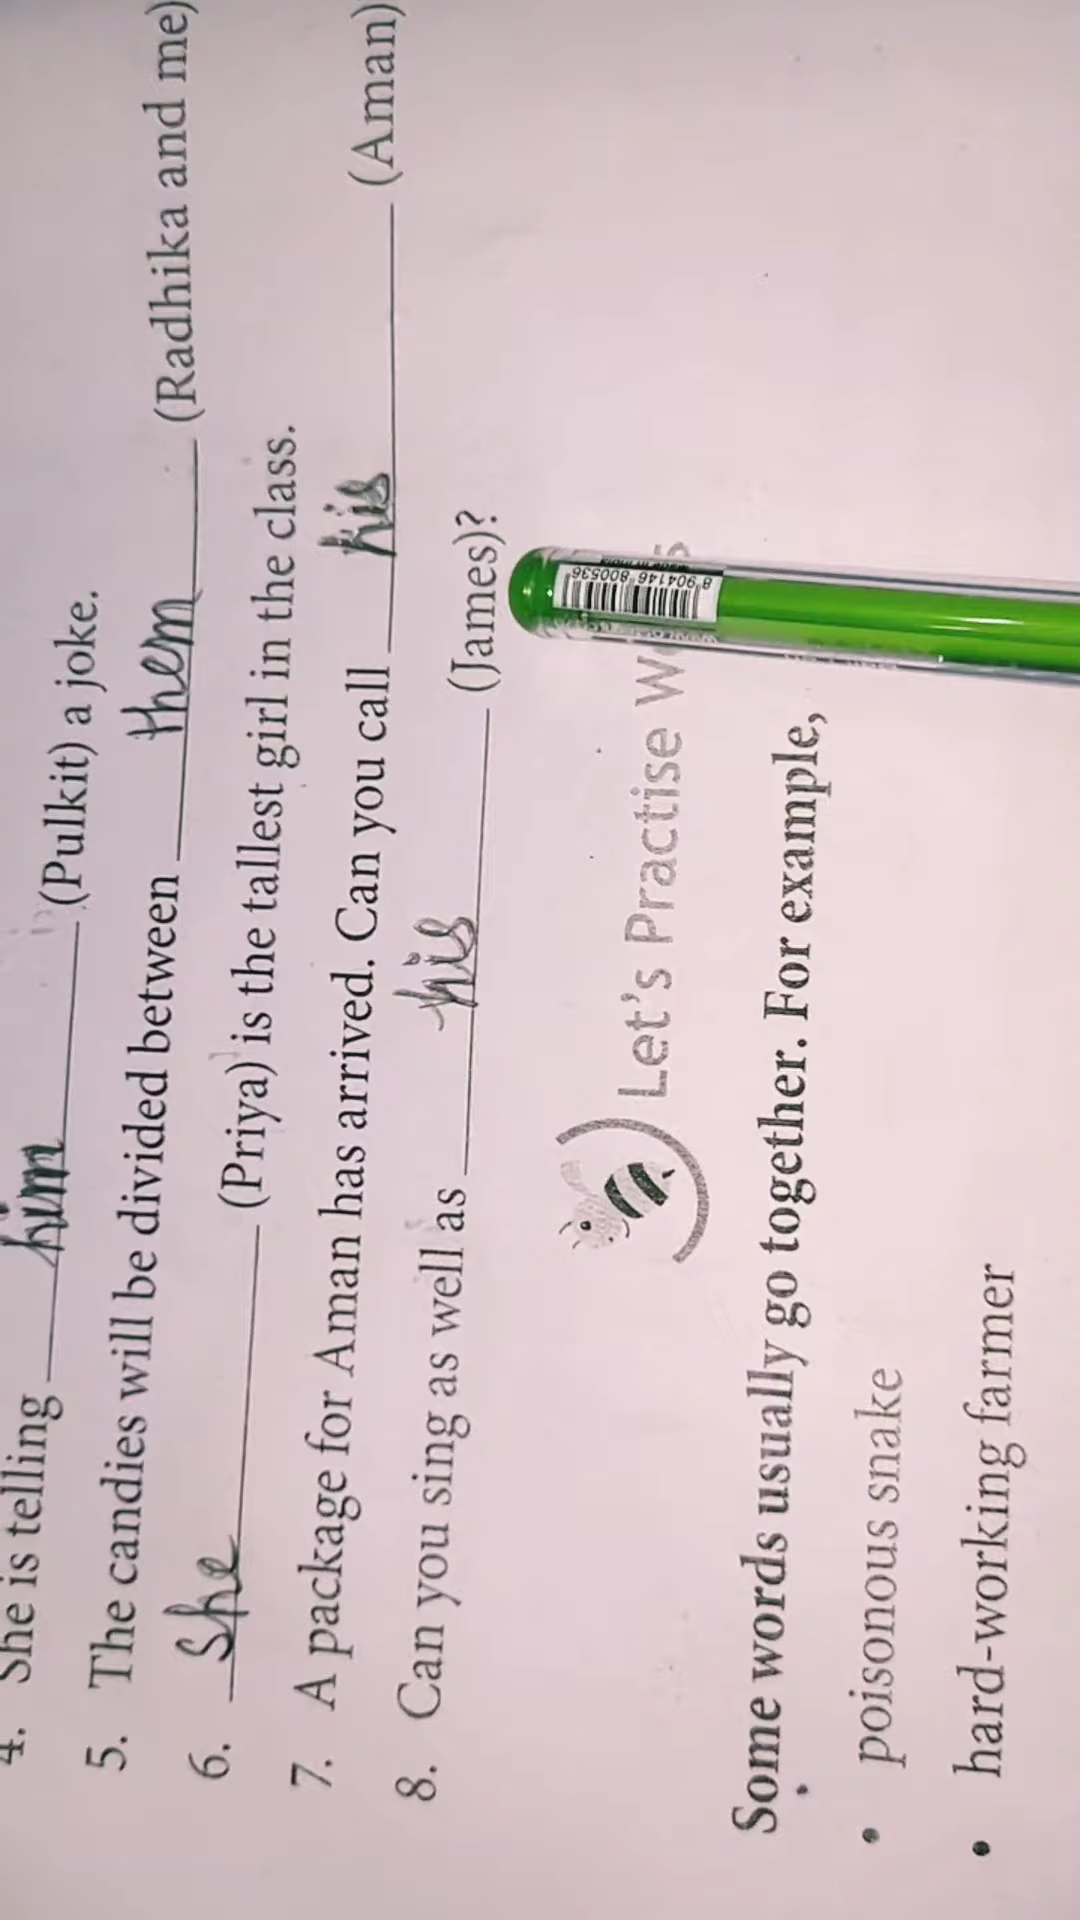 4. She is telling him (Pulkit) a joke.
5. The candies will be divided between them (Radhika and me)
6. She (Priya) is the tallest girl in the class.
7. A package for Aman has arrived. Can you call his (Aman)
8. Can you sing as well as his (James)?
Let's Practise
Some words usually go together. For example,
• poisonous snake
• hard-working farmer
8 904146 800536